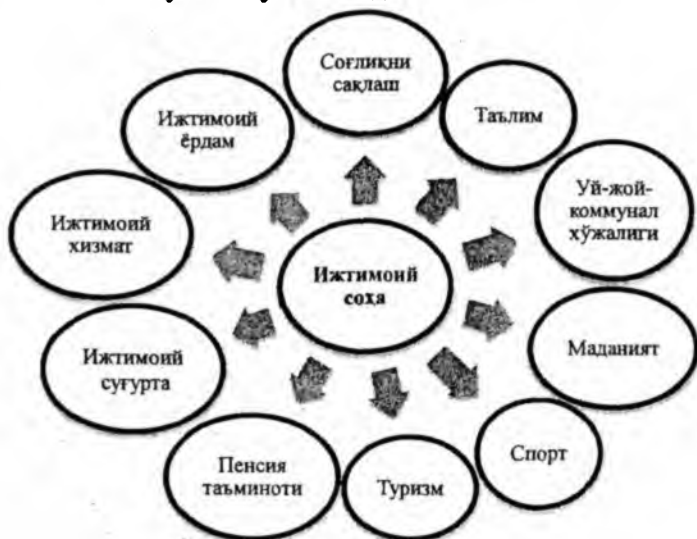 Соғлиқни
сақлаш
Таълим
Уй-жой-
коммунал
хўжалиги
Маданият
Спорт
Туризм
Пенсия
таъминоти
Ижтимоий
суғурта
Ижтимоий
хизмат
Ижтимоий
ёрдам
Ижтимоий
соҳа